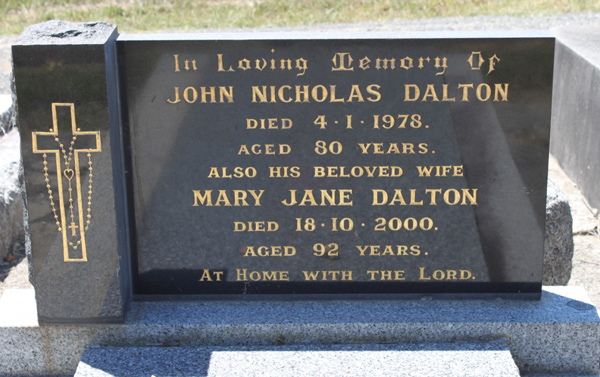 In Loving Memory Of
JOHN NICHOLAS DALTON
DIED 4·1·1978.
AGED 80 YEARS.
ALSO HIS BELOVED WIFE
MARY JANE DALTON
DIED 18·10·2000.
AGED 92 YEARS.
AT HOME WITH THE LORD.